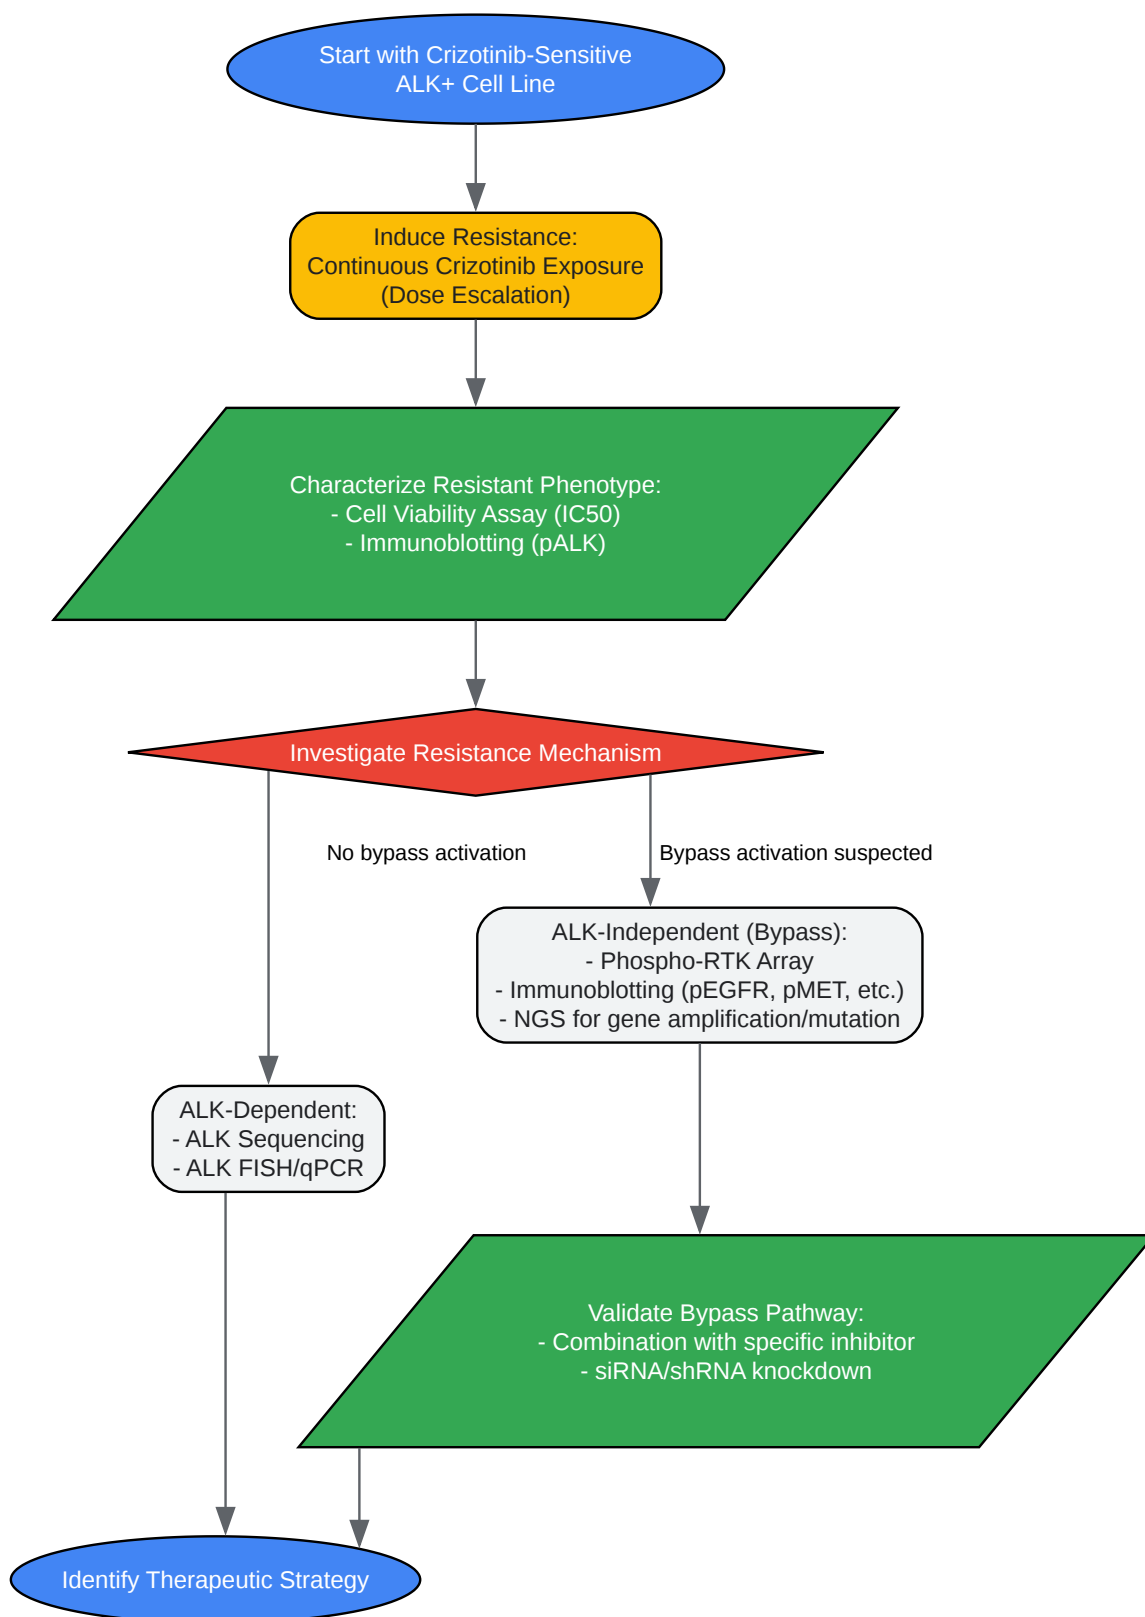 Start with Crizotinib-Sensitive
ALK+ Cell Line
Induce Resistance:
Continuous Crizotinib Exposure
(Dose Escalation)
Characterize Resistant Phenotype:
- Cell Viability Assay (IC50)
- Immunoblotting (pALK)
Investigate Resistance Mechanism
No bypass activation
Bypass activation suspected
ALK-Independent (Bypass):
- Phospho-RTK Array
- Immunoblotting (pEGFR, pMET, etc.)
- NGS for gene amplification/mutation
ALK-Dependent:
- ALK Sequencing
- ALK FISH/qPCR
Validate Bypass Pathway:
- Combination with specific inhibitor
- siRNA/shRNA knockdown
Identify Therapeutic Strategy